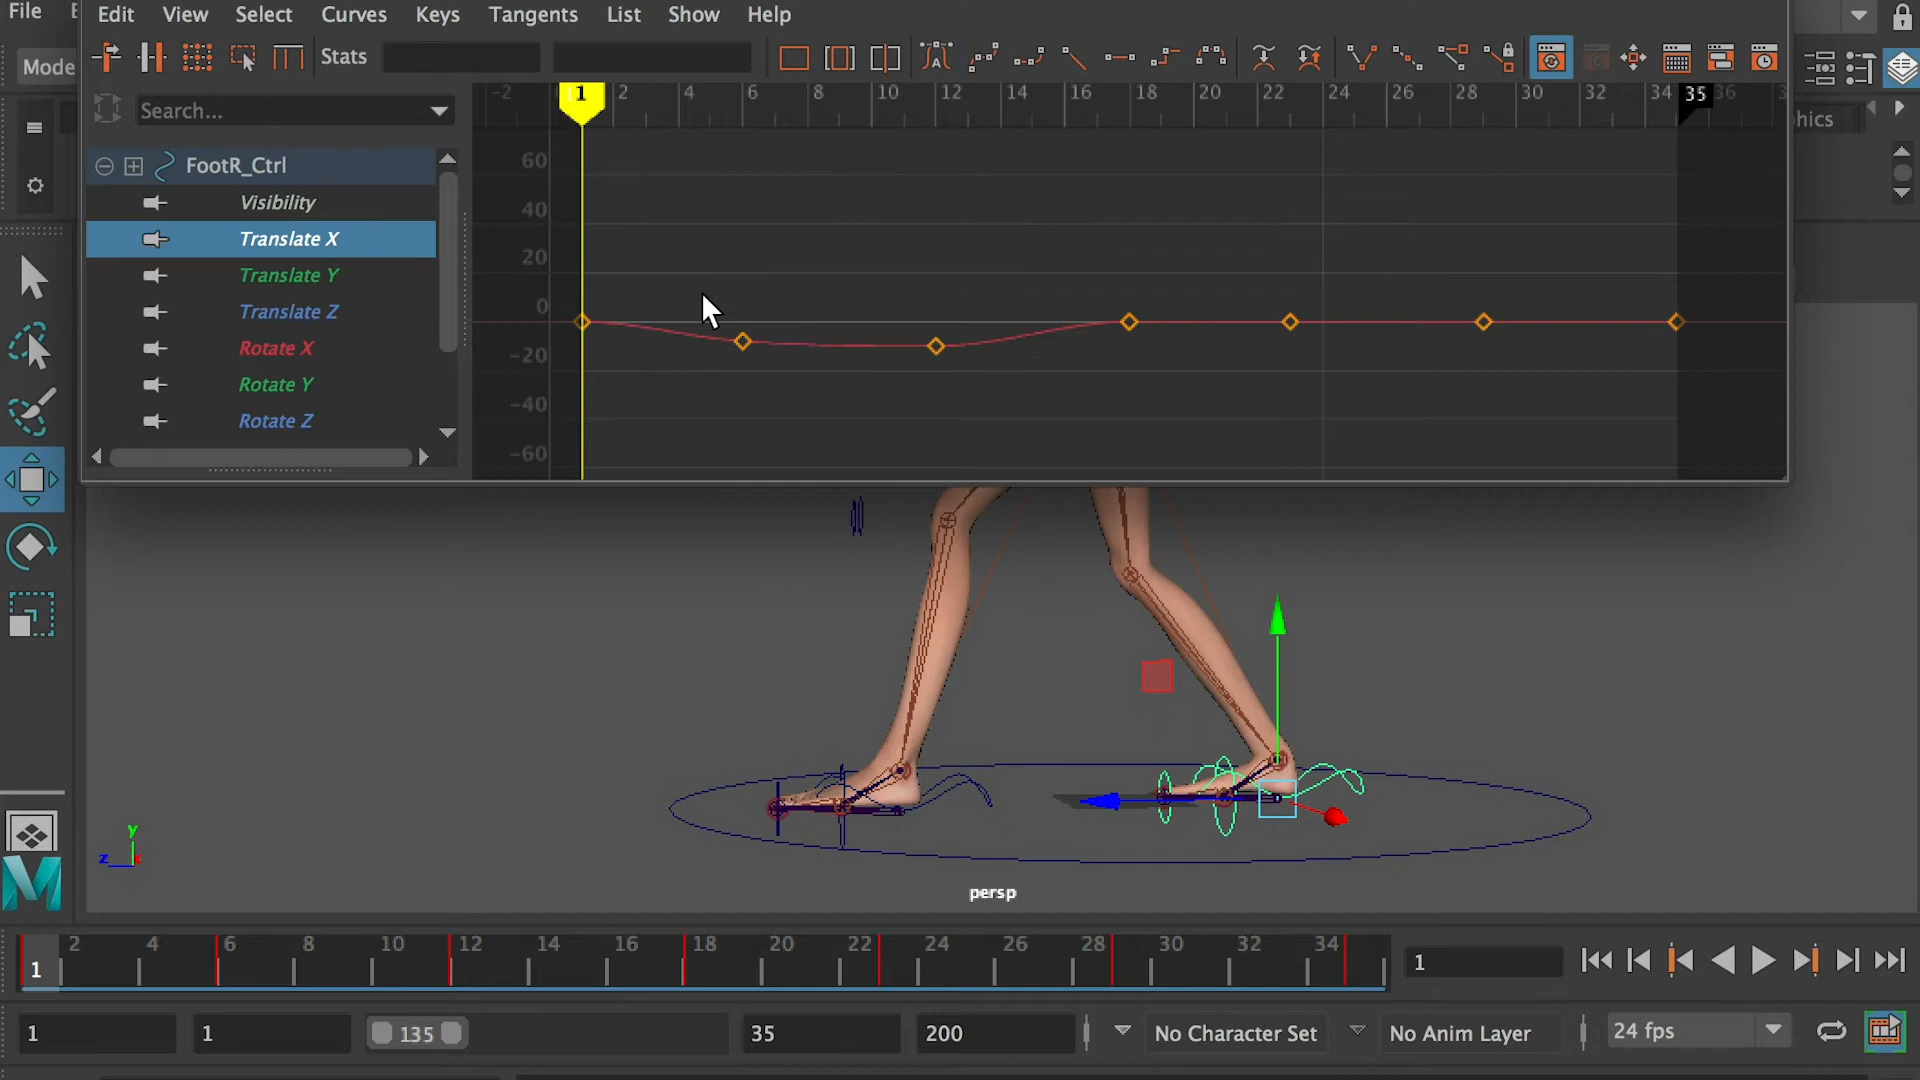 File
Edit View Select Curves Keys Tangents List Show Help
Mode
Stats
Search...
-2 1 2 4 6 8 10 12 14 16 18 20 22 24 26 28 30 32 34 35 36
hics
FootR_Ctrl
Visibility
Translate X
Translate Y
Translate Z
Rotate X
Rotate Y
Rotate Z
60
40
20
0
-20
-40
-60
y
z
persp
2 4 6 8 10 12 14 16 18 20 22 24 26 28 30 32 34
1
1
1
1
135
35
200
No Character Set
No Anim Layer
24 fps